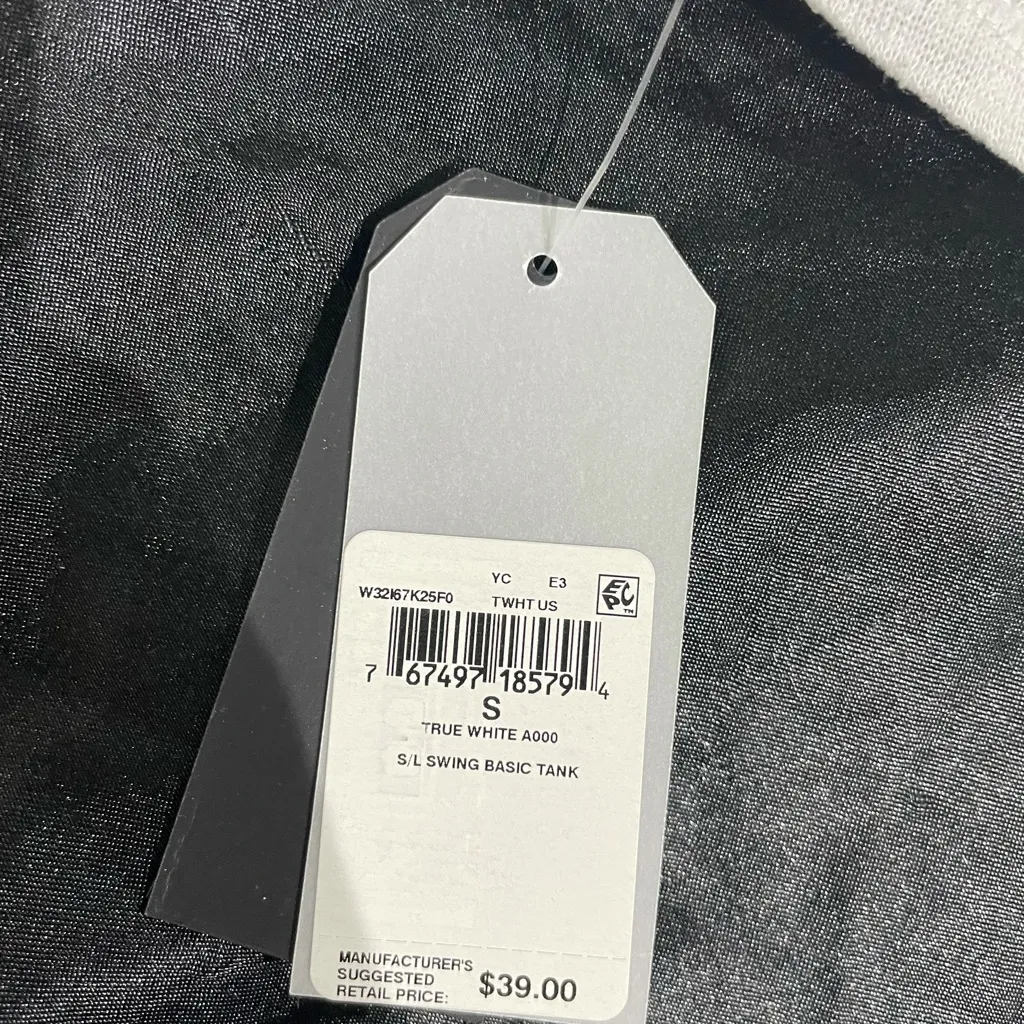 YC E3
W32I67K25F0 TWHT US
EPC™
7 67497 18579 4
S
TRUE WHITE A000
S/L SWING BASIC TANK
MANUFACTURER'S
SUGGESTED
RETAIL PRICE: $39.00